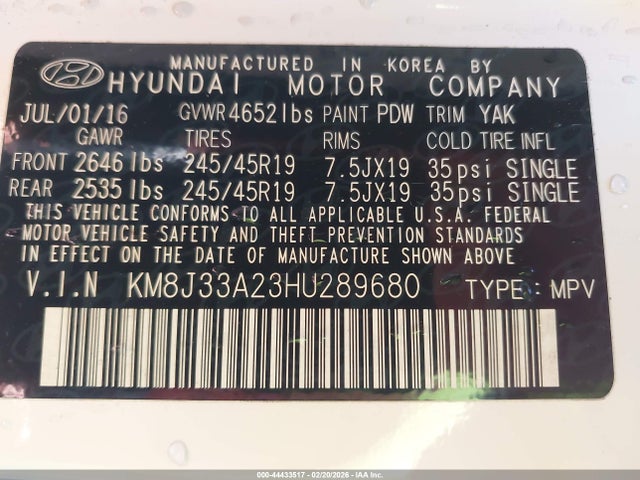 MANUFACTURED IN KOREA BY
HYUNDAI MOTOR COMPANY
JUL/01/16 GVWR 4652lbs PAINT PDW TRIM YAK
GAWR TIRES RIMS COLD TIRE INFL
FRONT 2646 lbs 245/45R19 7.5JX19 35psi SINGLE
REAR 2535 lbs 245/45R19 7.5JX19 35psi SINGLE
THIS VEHICLE CONFORMS TO ALL APPLICABLE U.S.A. FEDERAL
MOTOR VEHICLE SAFETY AND THEFT PREVENTION STANDARDS
IN EFFECT ON THE DATE OF MANUFACTURE SHOWN ABOVE
V.I.N KM8J33A23HU289680 TYPE: MPV
000-44433517 - 02/20/2026 - IAA Inc.